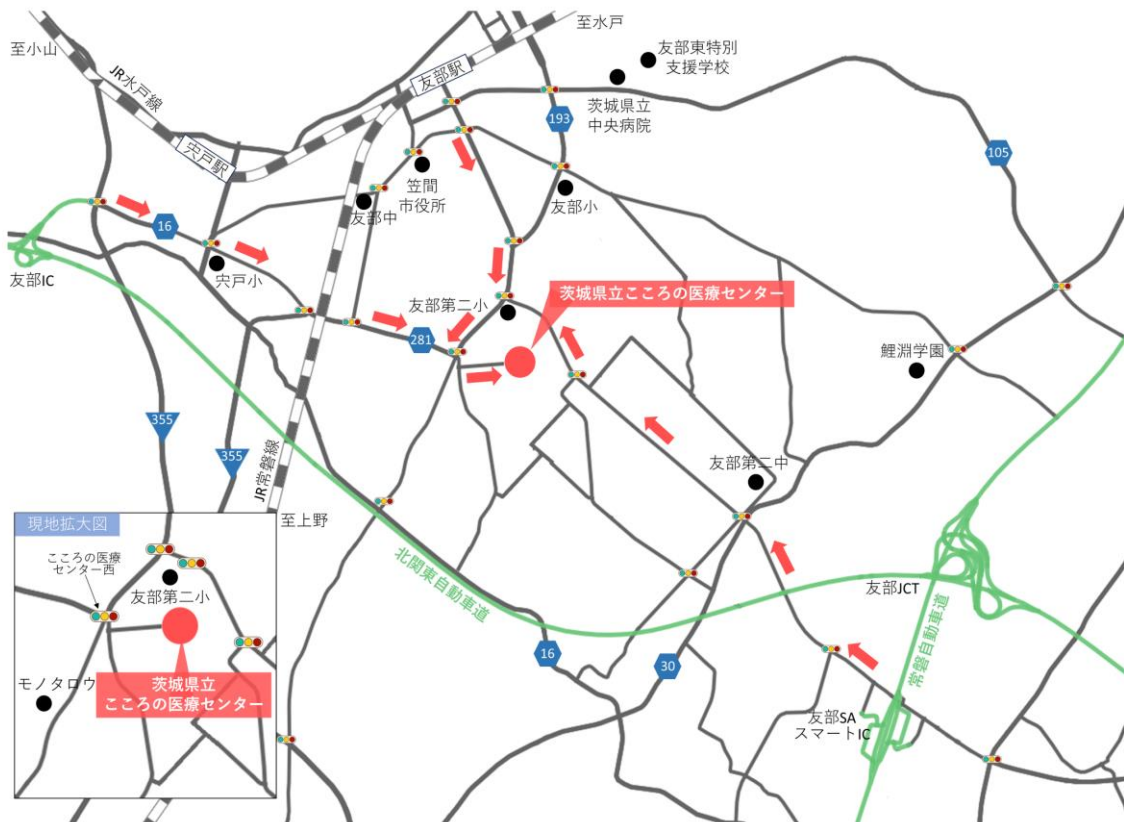 至水戸
至小山
友部東特別
支援学校
JR水戸線
友部駅
茨城県立
中央病院
193
105
宍戸駅
笠間
市役所
友部中
友部小
16
友部IC
宍戸小
友部第二小
茨城県立こころの医療センター
281
鯉淵学園
355
355
JR常磐線
友部第二中
至上野
北関東自動車道
友部JCT
常磐自動車道
16
30
友部SA
スマートIC
現地拡大図
こころの医療
センター西
友部第二小
モノタロウ
茨城県立
こころの医療センター